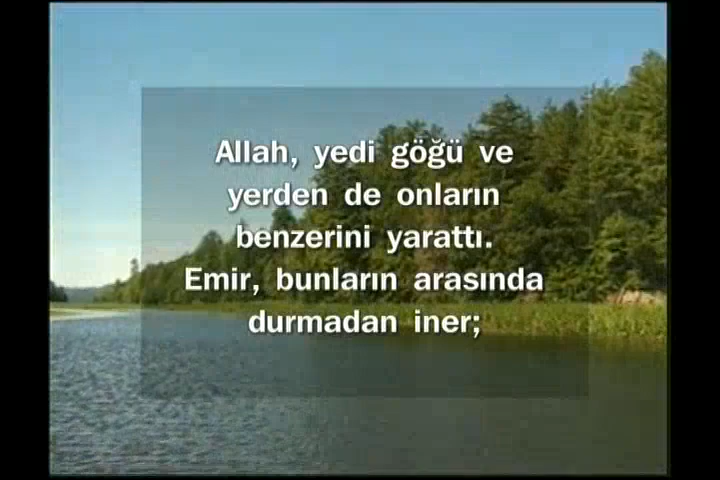 Allah, yedi göğü ve
yerden de onların
benzerini yarattı.
Emir, bunların arasında
durmadan iner;